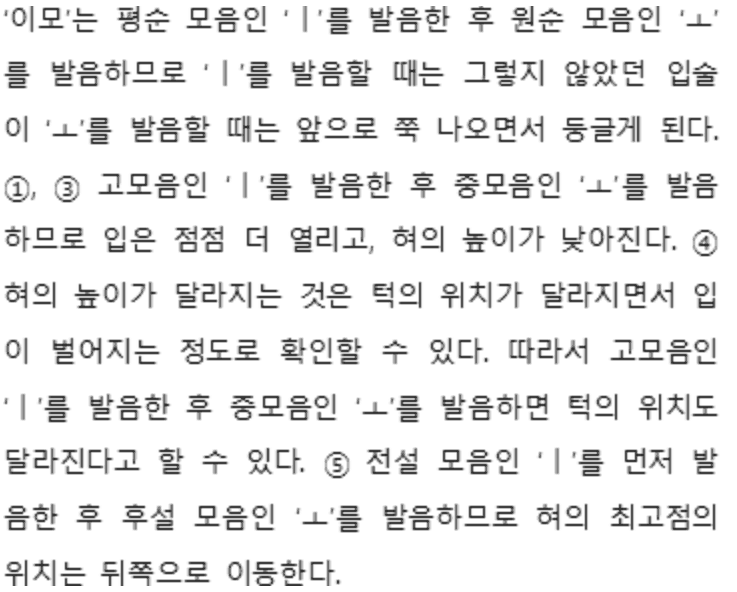 ‘이모’는 평순 모음인 ‘ㅣ’를 발음한 후 원순 모음인 ‘ㅗ’
를 발음하므로 ‘ㅣ’를 발음할 때는 그렇지 않았던 입술
이 ‘ㅗ’를 발음할 때는 앞으로 쭉 나오면서 둥글게 된다.
①, ③ 고모음인 ‘ㅣ’를 발음한 후 중모음인 ‘ㅗ’를 발음
하므로 입은 점점 더 열리고, 혀의 높이가 낮아진다. ④
혀의 높이가 달라지는 것은 턱의 위치가 달라지면서 입
이 벌어지는 정도로 확인할 수 있다. 따라서 고모음인
‘ㅣ’를 발음한 후 중모음인 ‘ㅗ’를 발음하면 턱의 위치도
달라진다고 할 수 있다. ⑤ 전설 모음인 ‘ㅣ’를 먼저 발
음한 후 후설 모음인 ‘ㅗ’를 발음하므로 혀의 최고점의
위치는 뒤쪽으로 이동한다.